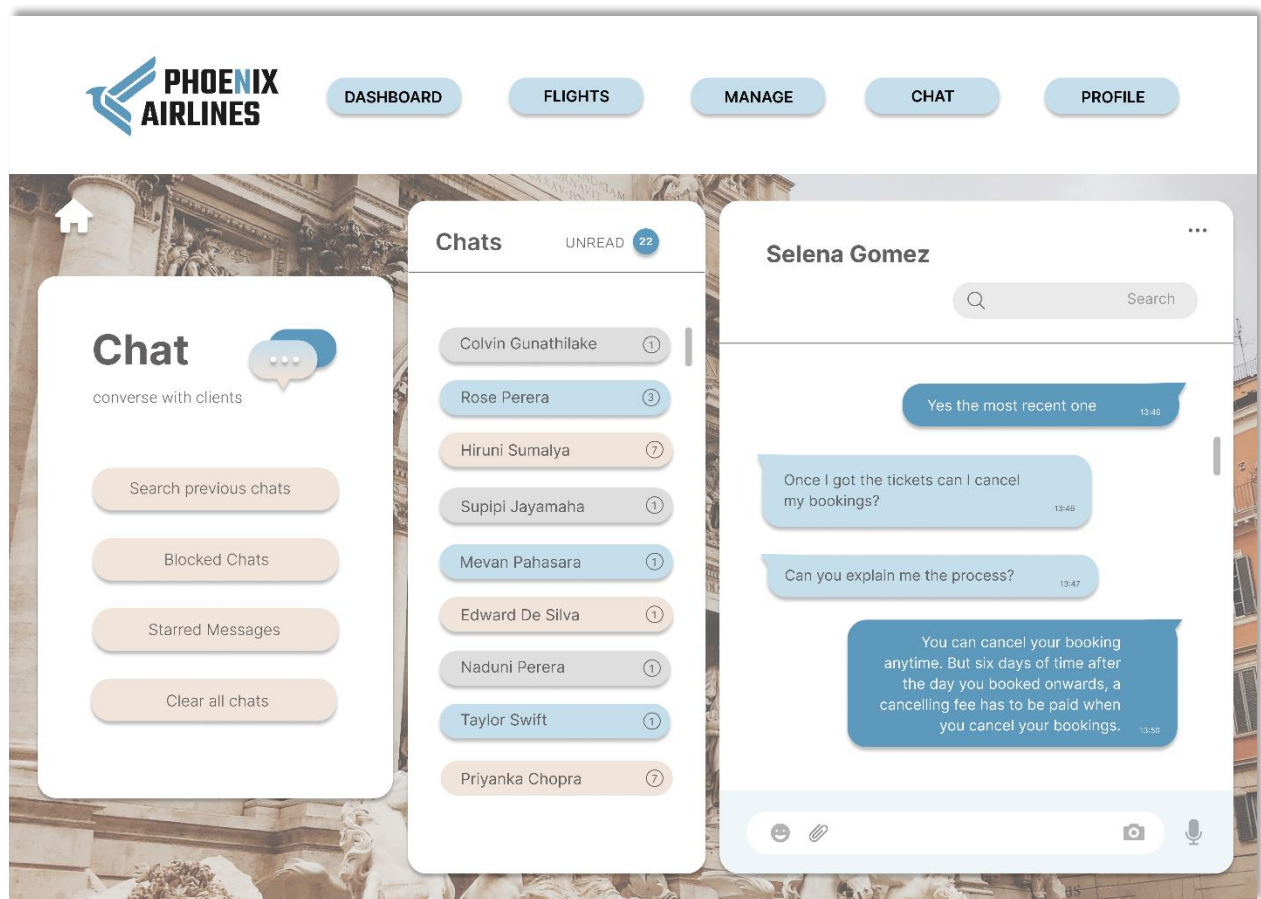 PHOENIX
AIRLINES
DASHBOARD
FLIGHTS
MANAGE
CHAT
PROFILE
Chat
converse with clients
Search previous chats
Blocked Chats
Starred Messages
Clear all chats
Chats
UNREAD 22
Colvin Gunathilake 1
Rose Perera 3
Hiruni Sumalya 7
Supipi Jayamaha 1
Mevan Pahasara 1
Edward De Silva 1
Naduni Perera 1
Taylor Swift 1
Priyanka Chopra 7
Selena Gomez
Search
Yes the most recent one 13:46
Once I got the tickets can I cancel
my bookings? 13:46
Can you explain me the process? 13:47
You can cancel your booking
anytime. But six days of time after
the day you booked onwards, a
cancelling fee has to be paid when
you cancel your bookings. 13:50